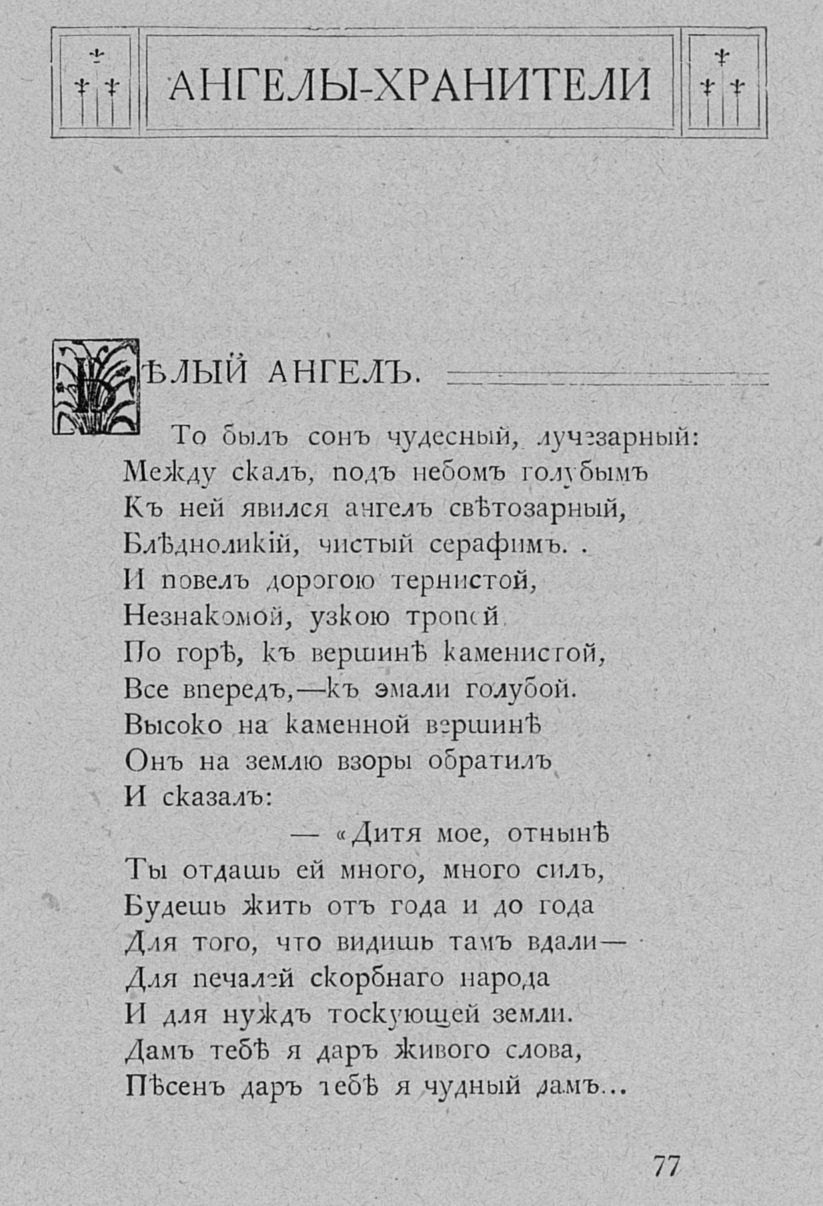 АНГЕЛЫ-ХРАНИТЕЛИ
БѢЛЫЙ АНГЕЛЪ.
То былъ сонъ чудесный, лучезарный:
Между скалъ, подъ небомъ голубымъ
Къ ней явился ангелъ свѣтозарный,
Блѣдноликій, чистый серафимъ. .
И повелъ дорогою тернистой,
Незнакомой, узкою тропей
По горѣ, къ вершинѣ каменистой,
Все впередъ,—къ эмали голубой.
Высоко на каменной вершинѣ
Онъ на землю взоры обратилъ
И сказалъ:
— «Дитя мое, отнынѣ
Ты отдашь ей много, много силъ,
Будешь жить отъ года и до года
Для того, что видишь тамъ вдали—
Для печалей скорбнаго народа
И для нуждъ тоскующей земли.
Дамъ тебѣ я даръ живого слова,
Пѣсенъ даръ тебѣ я чудный дамъ...
77